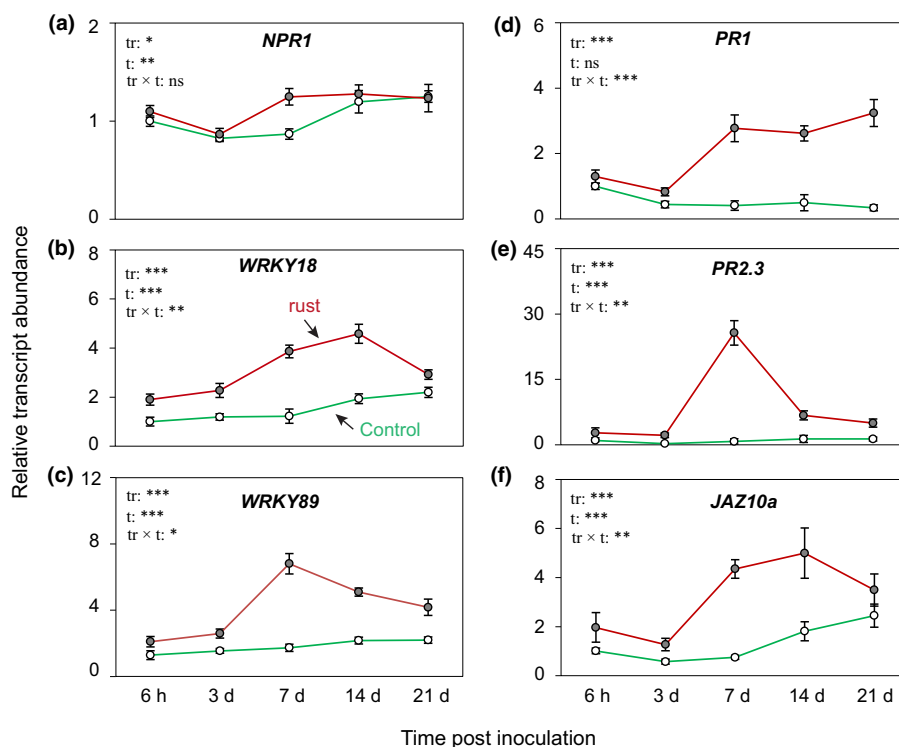 (a)
NPR1
tr: *
t: **
tr × t: ns
2
1
0
(b)
WRKY18
tr: ***
t: ***
tr × t: **
rust
Control
8
6
4
2
0
(c)
WRKY89
tr: ***
t: ***
tr × t: *
12
8
4
0
6 h 3 d 7 d 14 d 21 d
(d)
PR1
tr: ***
t: ns
tr × t: ***
6
4
2
0
(e)
PR2.3
tr: ***
t: ***
tr × t: **
45
30
15
0
(f)
JAZ10a
tr: ***
t: ***
tr × t: **
8
6
4
2
0
6 h 3 d 7 d 14 d 21 d
Relative transcript abundance
Time post inoculation